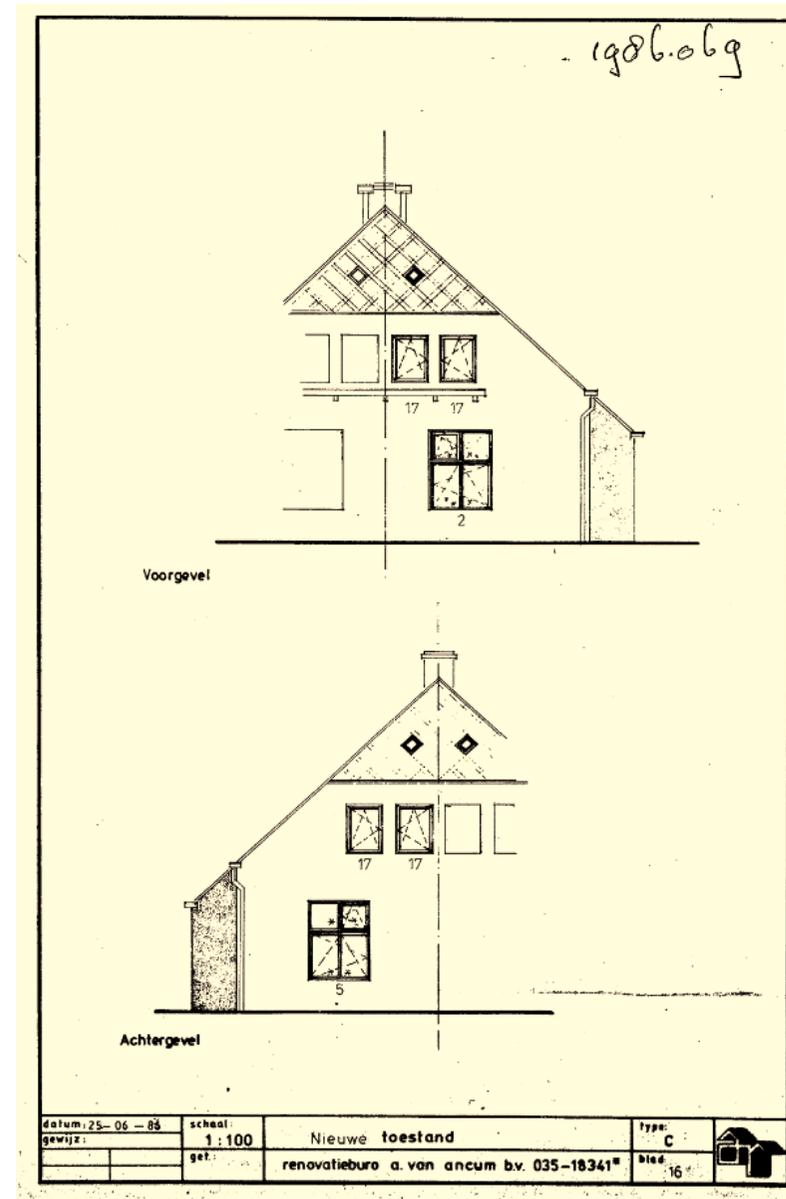 1986.069
17 17
2
Voorgevel
17 17
5
Achtergevel
datum: 25-06-
gewijz:
schaal:
1:100
get.:
Nieuwe toestand
renovatieburo a. van ancum b.v. 035-18341
type:
C
blad
16